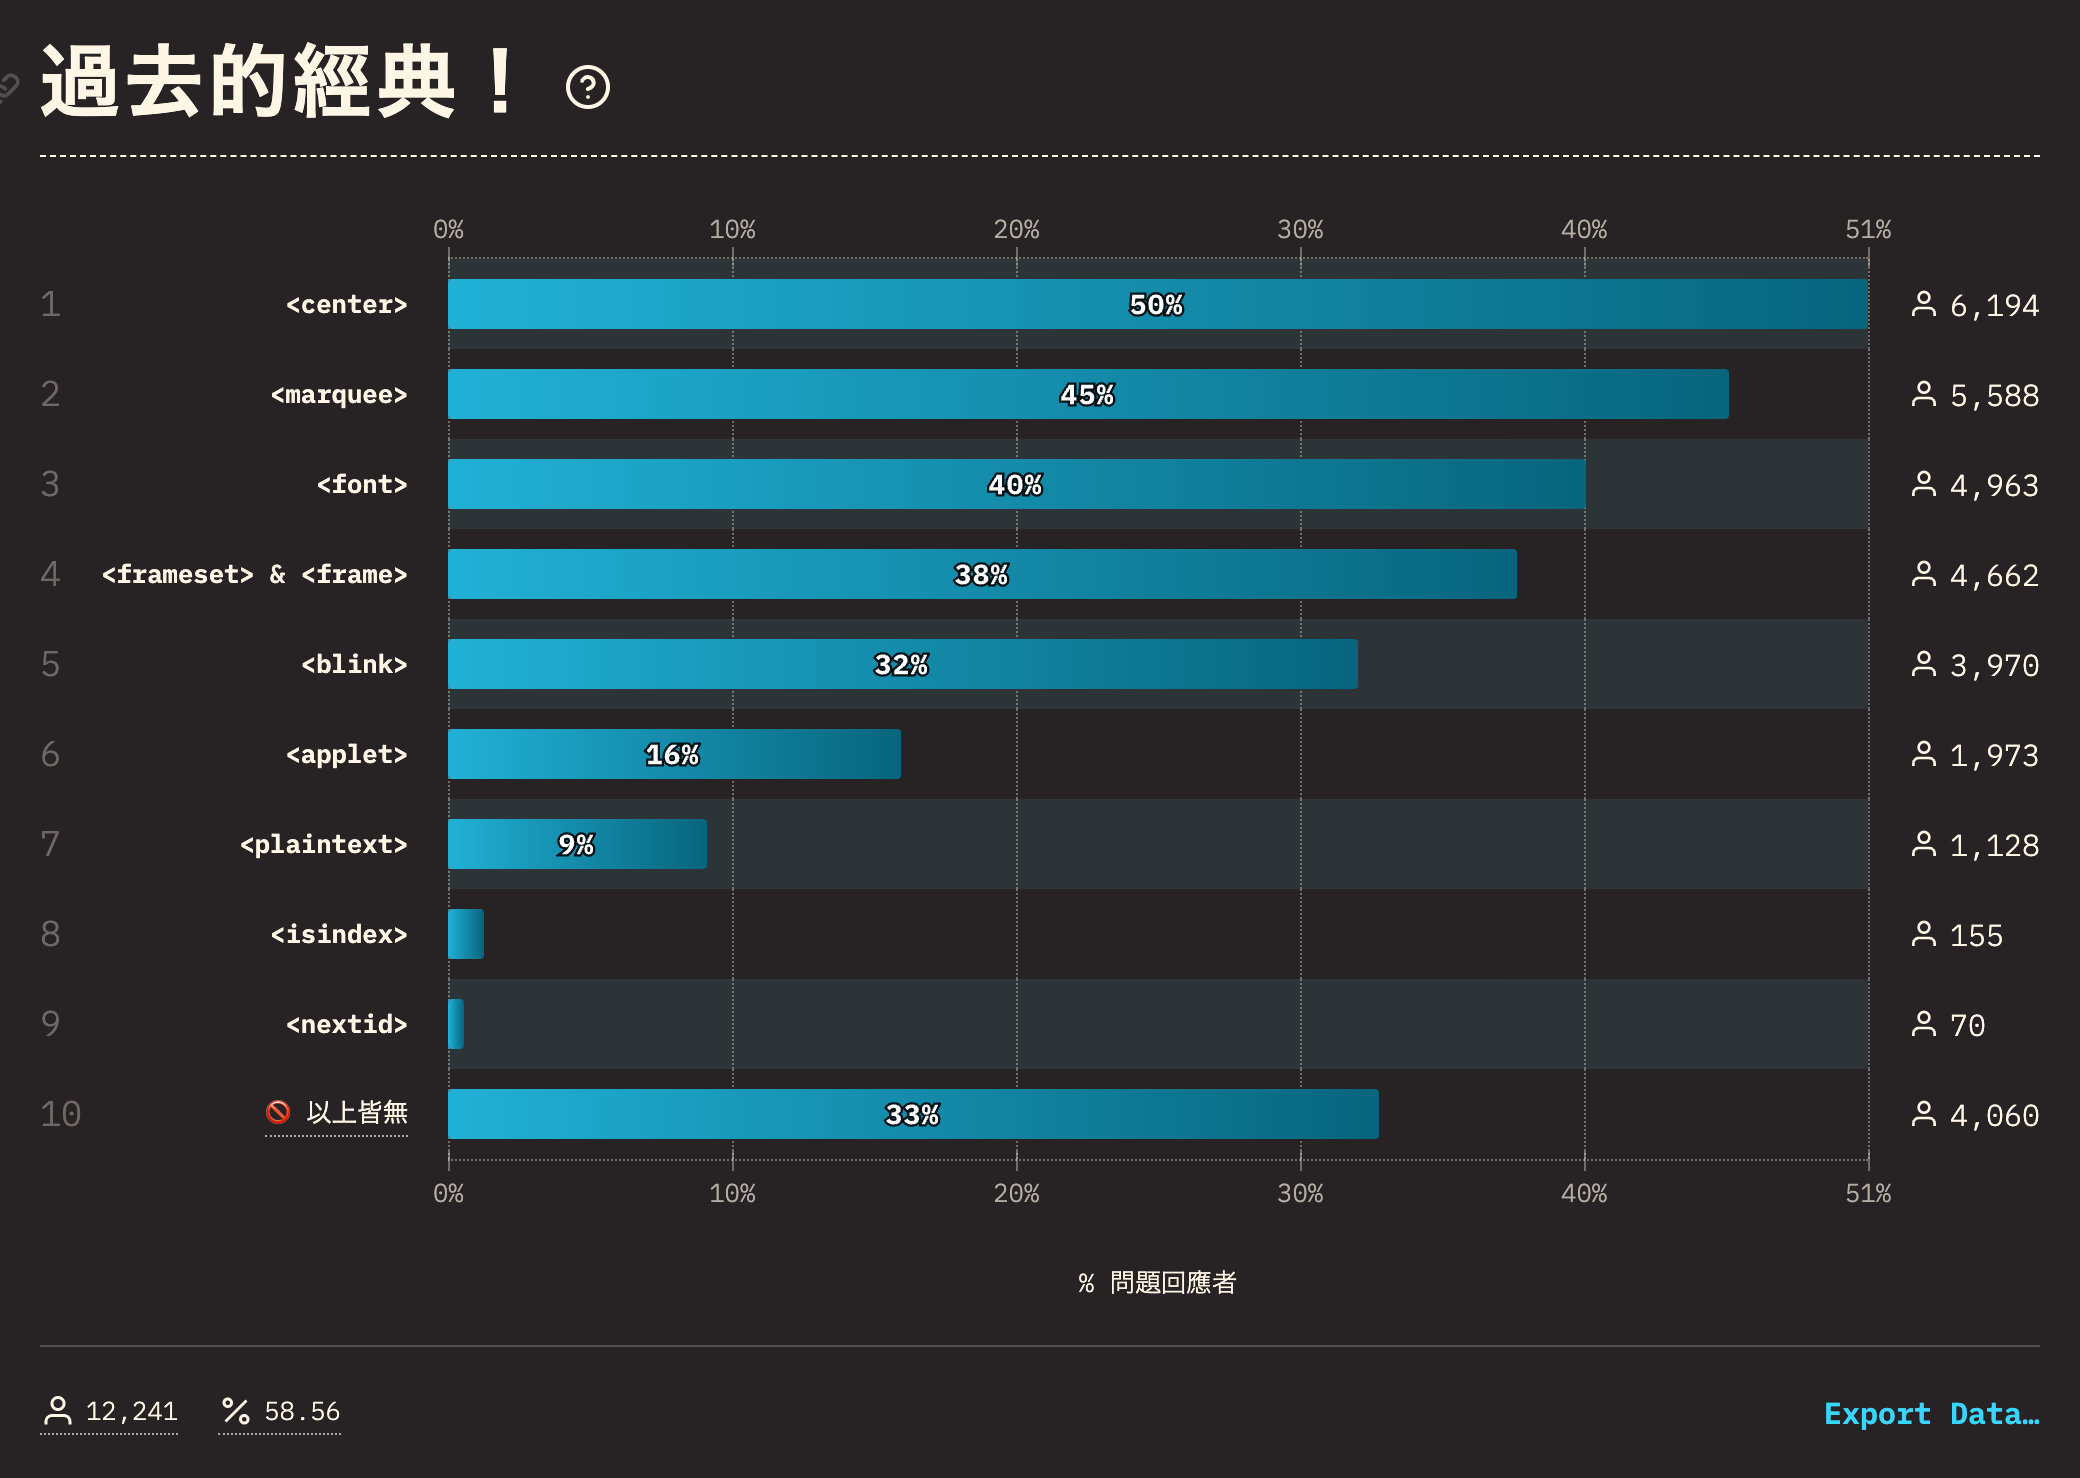 過去的經典！
0% 10% 20% 30% 40% 51%
1 <center> 50% 6,194
2 <marquee> 45% 5,588
3 <font> 40% 4,963
4 <frameset> & <frame> 38% 4,662
5 <blink> 32% 3,970
6 <applet> 16% 1,973
7 <plaintext> 9% 1,128
8 <isindex> 155
9 <nextid> 70
10 🚫 以上皆無 33% 4,060
0% 10% 20% 30% 40% 51%
% 問題回應者
12,241 % 58.56 Export Data…